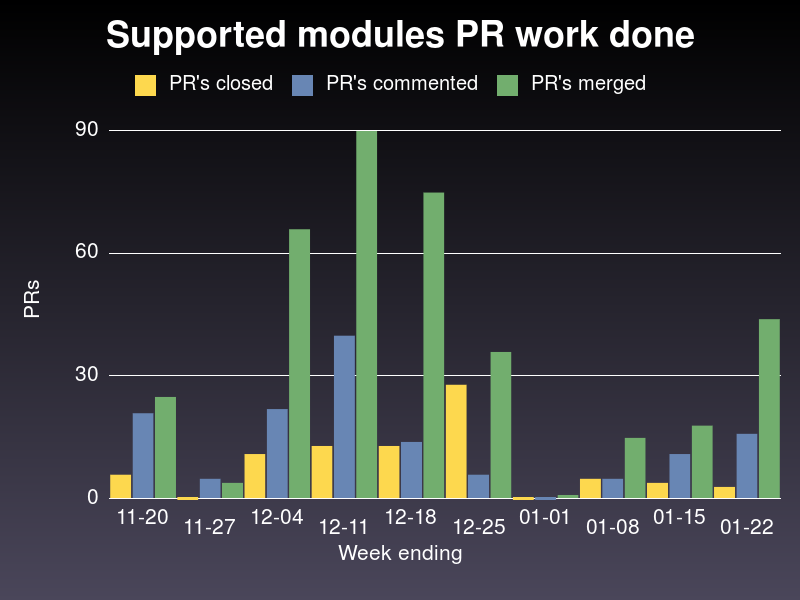 Supported modules PR work done
PR's closed PR's commented PR's merged
90
60
30
0
PRs
11-20 11-27 12-04 12-11 12-18 12-25 01-01 01-08 01-15 01-22
Week ending